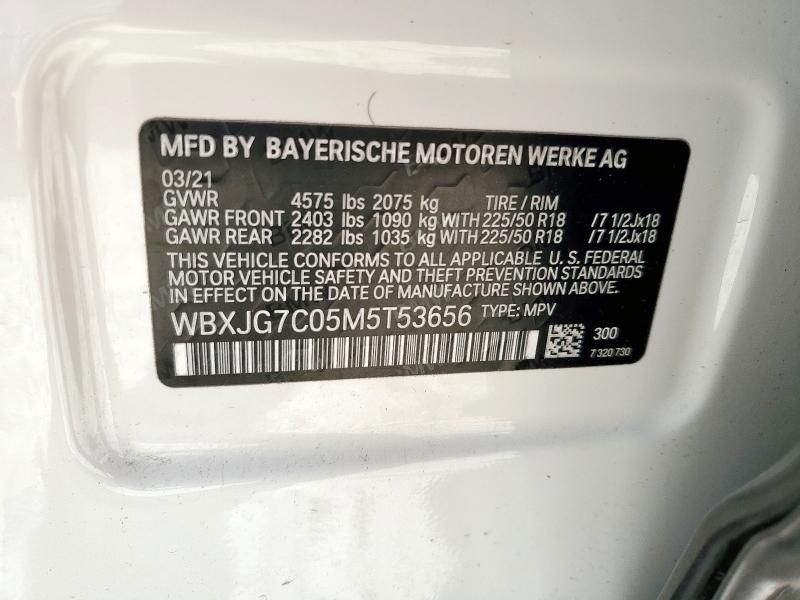 MFD BY BAYERISCHE MOTOREN WERKE AG
03/21
GVWR 4575 lbs 2075 kg TIRE / RIM
GAWR FRONT 2403 lbs 1090 kg WITH 225/50 R18 /7 1/2Jx18
GAWR REAR 2282 lbs 1035 kg WITH 225/50 R18 /7 1/2Jx18
THIS VEHICLE CONFORMS TO ALL APPLICABLE U. S. FEDERAL
MOTOR VEHICLE SAFETY AND THEFT PREVENTION STANDARDS
IN EFFECT ON THE DATE OF MANUFACTURE SHOWN ABOVE.
WBXJG7C05M5T53656 TYPE: MPV
300
7 320 730